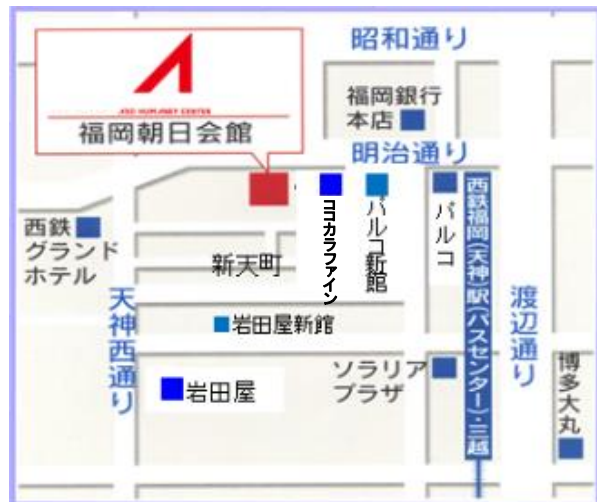 昭和通り
ASO HUMANET CENTER
福岡朝日会館
福岡銀行
本店
明治通り
西鉄
グランド
ホテル
新天町
ココカラファイン
パルコ新館
パルコ
西鉄福岡(天神)駅(バスセンター)・三越
渡辺通り
天神西通り
岩田屋新館
岩田屋
ソラリア
プラザ
博多大丸